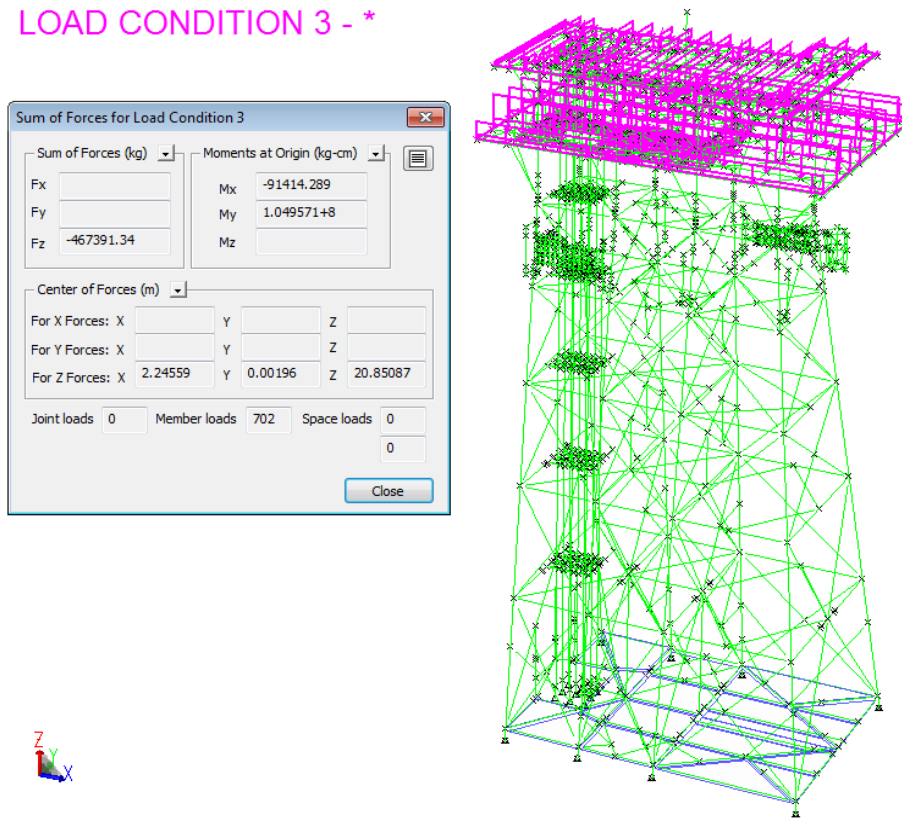 LOAD CONDITION 3 - *
Sum of Forces for Load Condition 3
Sum of Forces (kg) Moments at Origin (kg-cm)
Fx Mx -91414.289
Fy My 1.049571+8
Fz -467391.34 Mz
Center of Forces (m)
For X Forces: X Y Z
For Y Forces: X Y Z
For Z Forces: X 2.24559 Y 0.00196 Z 20.85087
Joint loads 0 Member loads 702 Space loads 0
0
Close
Z
Y
X